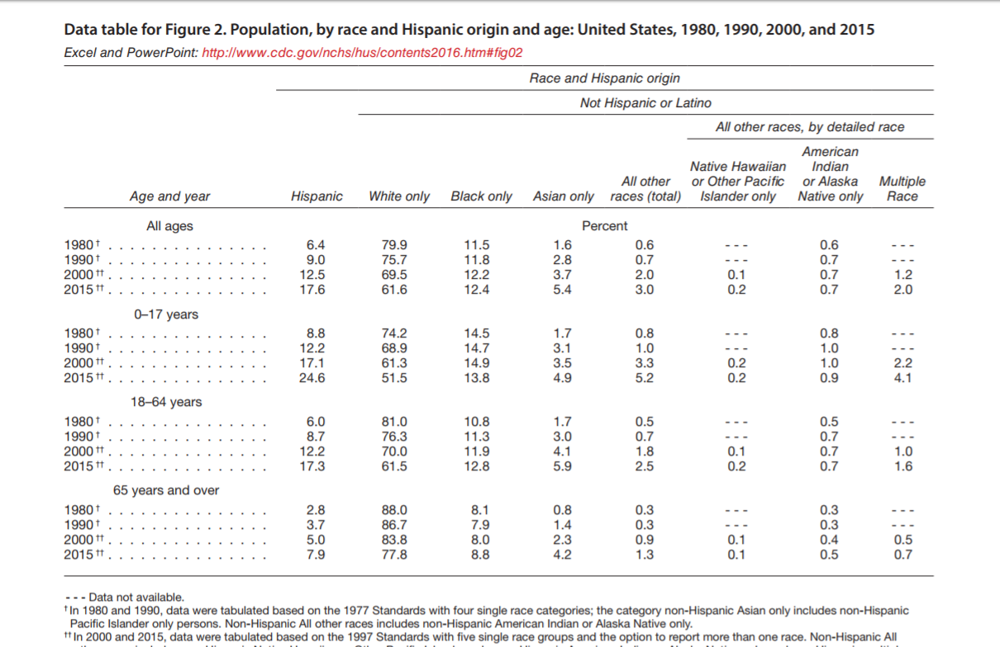 Data table for Figure 2. Population, by race and Hispanic origin and age: United States, 1980, 1990, 2000, and 2015
Excel and PowerPoint: http://www.cdc.gov/nchs/hus/contents2016.htm#fig02
Race and Hispanic origin
Not Hispanic or Latino
All other races, by detailed race
American
Native Hawaiian Indian
All other or Other Pacific or Alaska Multiple
Age and year Hispanic White only Black only Asian only races (total) Islander only Native only Race
All ages Percent
1980† . . . . . . . . . . . . . . . 6.4 79.9 11.5 1.6 0.6 - - - 0.6 - - -
1990† . . . . . . . . . . . . . . . 9.0 75.7 11.8 2.8 0.7 - - - 0.7 - - -
2000†† . . . . . . . . . . . . . . . 12.5 69.5 12.2 3.7 2.0 0.1 0.7 1.2
2015†† . . . . . . . . . . . . . . . 17.6 61.6 12.4 5.4 3.0 0.2 0.7 2.0
0–17 years
1980† . . . . . . . . . . . . . . . 8.8 74.2 14.5 1.7 0.8 - - - 0.8 - - -
1990† . . . . . . . . . . . . . . . 12.2 68.9 14.7 3.1 1.0 - - - 1.0 - - -
2000†† . . . . . . . . . . . . . . . 17.1 61.3 14.9 3.5 3.3 0.2 1.0 2.2
2015†† . . . . . . . . . . . . . . . 24.6 51.5 13.8 4.9 5.2 0.2 0.9 4.1
18–64 years
1980† . . . . . . . . . . . . . . . 6.0 81.0 10.8 1.7 0.5 - - - 0.5 - - -
1990† . . . . . . . . . . . . . . . 8.7 76.3 11.3 3.0 0.7 - - - 0.7 - - -
2000†† . . . . . . . . . . . . . . . 12.2 70.0 11.9 4.1 1.8 0.1 0.7 1.0
2015†† . . . . . . . . . . . . . . . 17.3 61.5 12.8 5.9 2.5 0.2 0.7 1.6
65 years and over
1980† . . . . . . . . . . . . . . . 2.8 88.0 8.1 0.8 0.3 - - - 0.3 - - -
1990† . . . . . . . . . . . . . . . 3.7 86.7 7.9 1.4 0.3 - - - 0.3 - - -
2000†† . . . . . . . . . . . . . . . 5.0 83.8 8.0 2.3 0.9 0.1 0.4 0.5
2015†† . . . . . . . . . . . . . . . 7.9 77.8 8.8 4.2 1.3 0.1 0.5 0.7
- - - Data not available.
†In 1980 and 1990, data were tabulated based on the 1977 Standards with four single race categories; the category non-Hispanic Asian only includes non-Hispanic
Pacific Islander only persons. Non-Hispanic All other races includes non-Hispanic American Indian or Alaska Native only.
††In 2000 and 2015, data were tabulated based on the 1997 Standards with five single race groups and the option to report more than one race. Non-Hispanic All